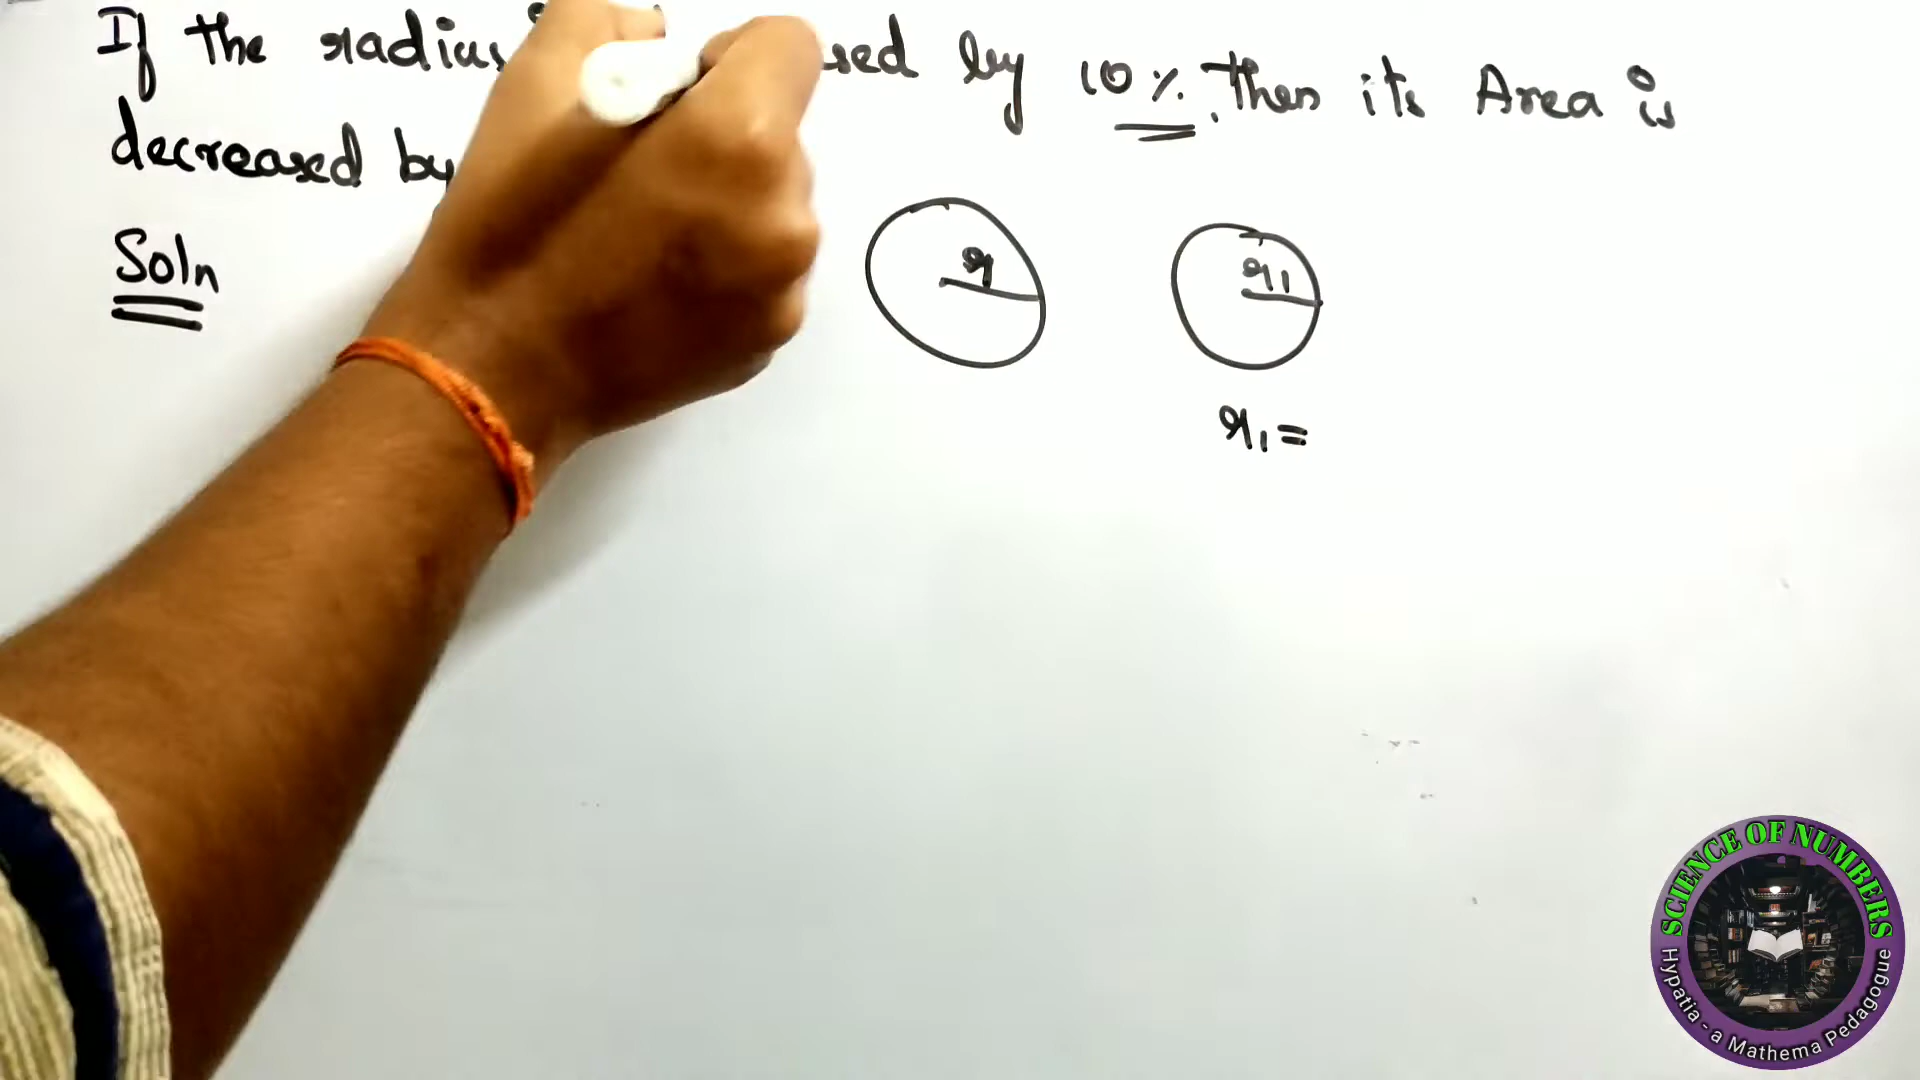 If the radius by 10%. then its Area is
decreased by
Soln
r
r1
r1 =
SCIENCE OF NUMBERS
Hypatia - a Mathema Pedagogue